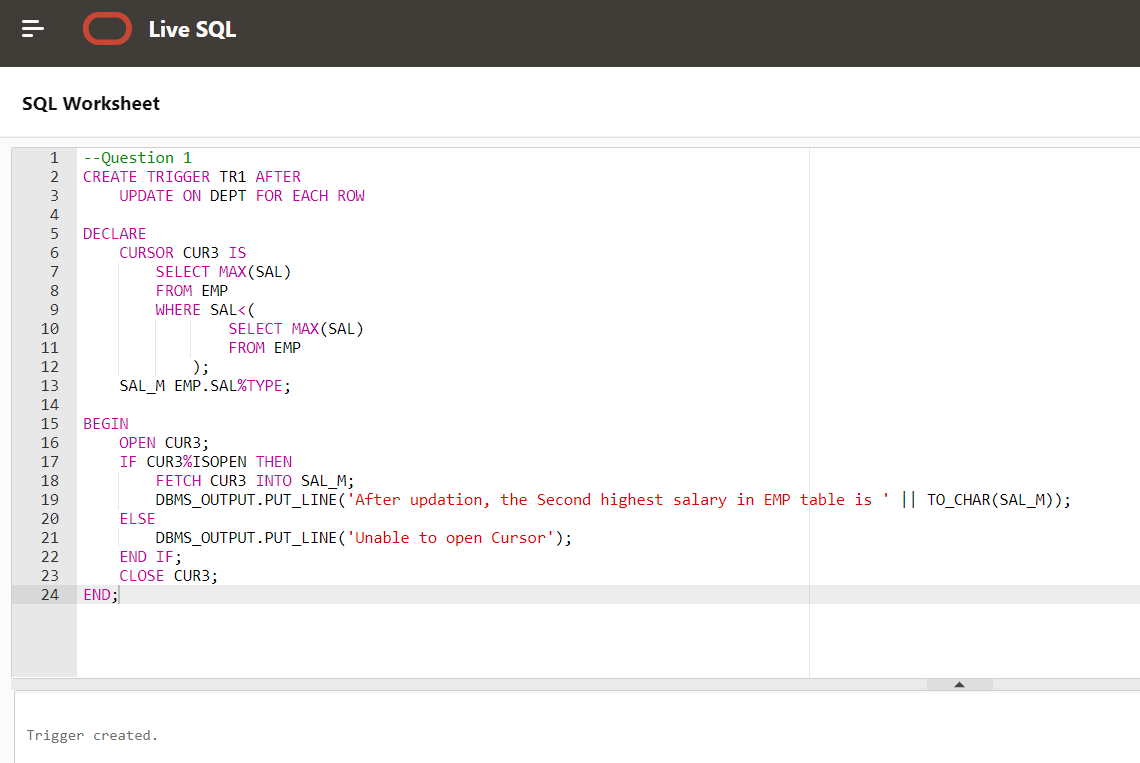 Live SQL
SQL Worksheet
1 --Question 1
2 CREATE TRIGGER TR1 AFTER
3 UPDATE ON DEPT FOR EACH ROW
4
5 DECLARE
6 CURSOR CUR3 IS
7 SELECT MAX(SAL)
8 FROM EMP
9 WHERE SAL<(
10 SELECT MAX(SAL)
11 FROM EMP
12 );
13 SAL_M EMP.SAL%TYPE;
14
15 BEGIN
16 OPEN CUR3;
17 IF CUR3%ISOPEN THEN
18 FETCH CUR3 INTO SAL_M;
19 DBMS_OUTPUT.PUT_LINE('After updation, the Second highest salary in EMP table is ' || TO_CHAR(SAL_M));
20 ELSE
21 DBMS_OUTPUT.PUT_LINE('Unable to open Cursor');
22 END IF;
23 CLOSE CUR3;
24 END;
Trigger created.